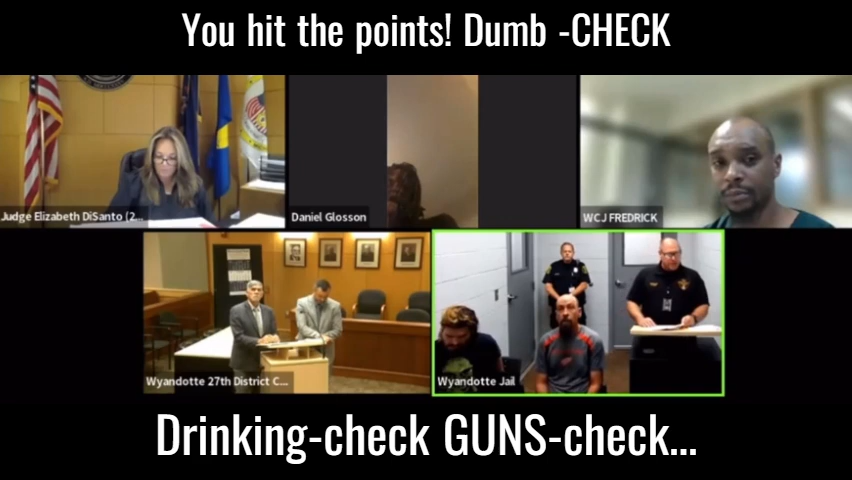 You hit the points! Dumb -CHECK
Judge Elizabeth DiSanto (2...
Daniel Glosson
WCJ FREDRICK
Wyandotte 27th District C...
Wyandotte Jail
Drinking-check GUNS-check...